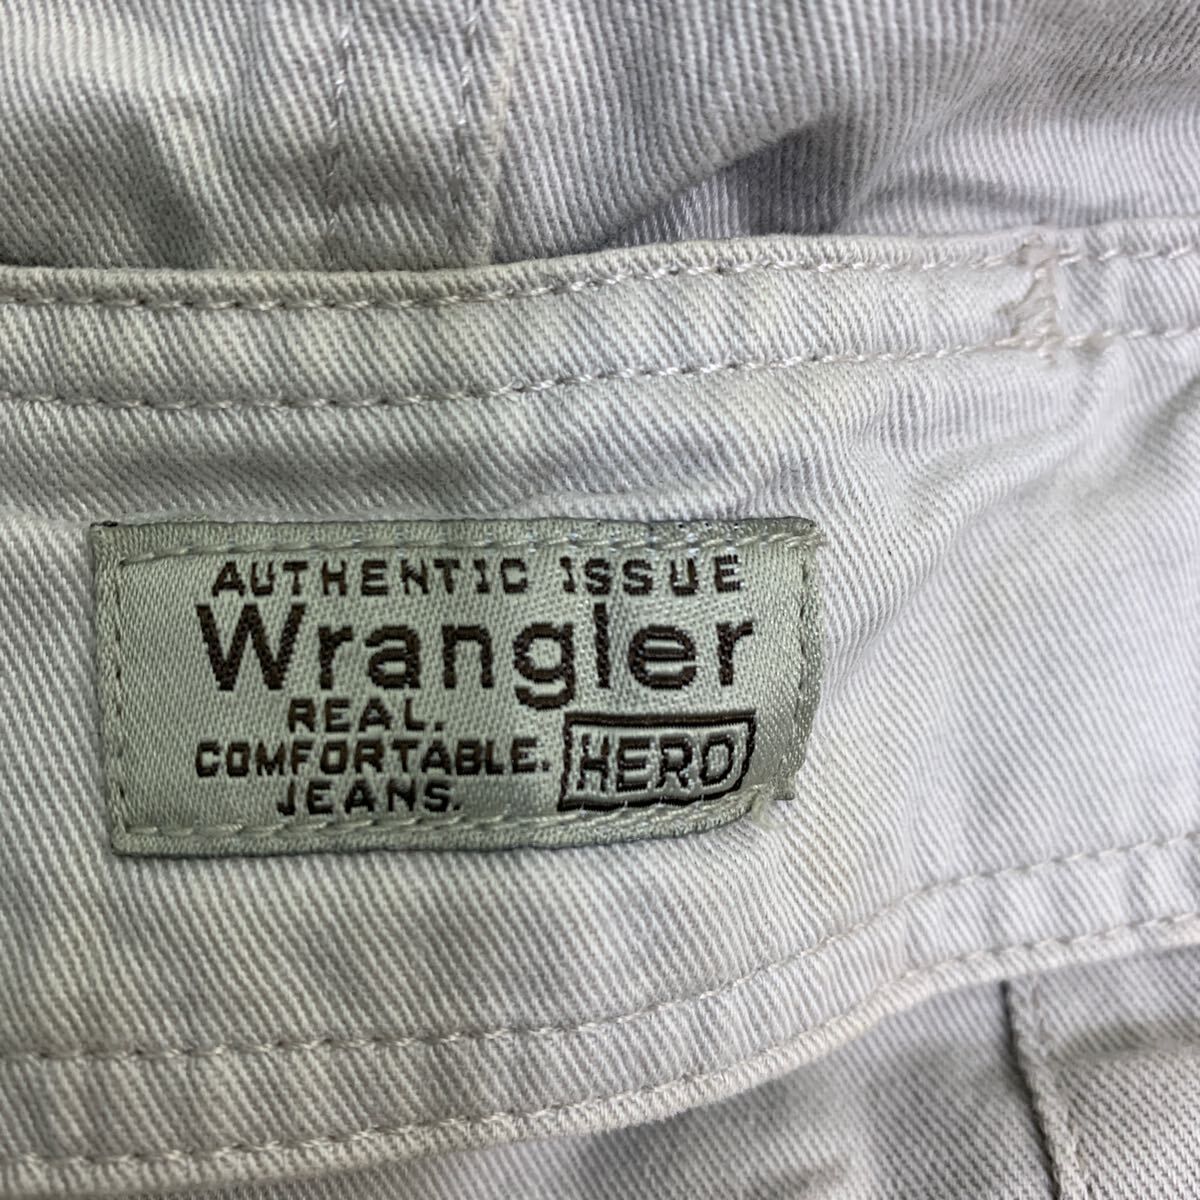 AUTHENTIC ISSUE
Wrangler
REAL.
COMFORTABLE.
JEANS.
HERO